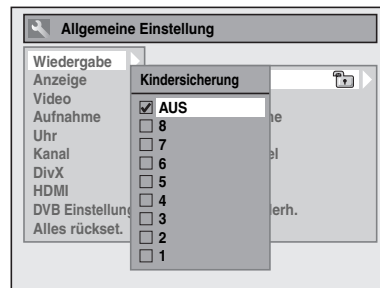 Allgemeine Einstellung
Wiedergabe
Anzeige
Video
Aufnahme
Uhr
Kanal
DivX
HDMI
DVB Einstellung
Alles rückset.
Kindersicherung
AUS
8
7
6
5
4
3
2
1